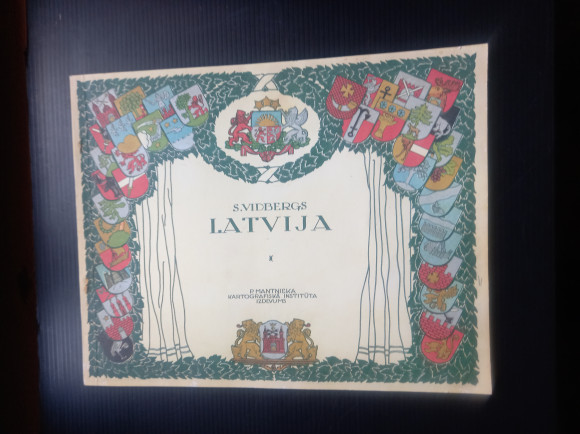 S. VIDBERGS
LATVIJA
P. MANTNIEKA
KARTOGRAFISKĀ INSTITŪTA
IZDEVUMS